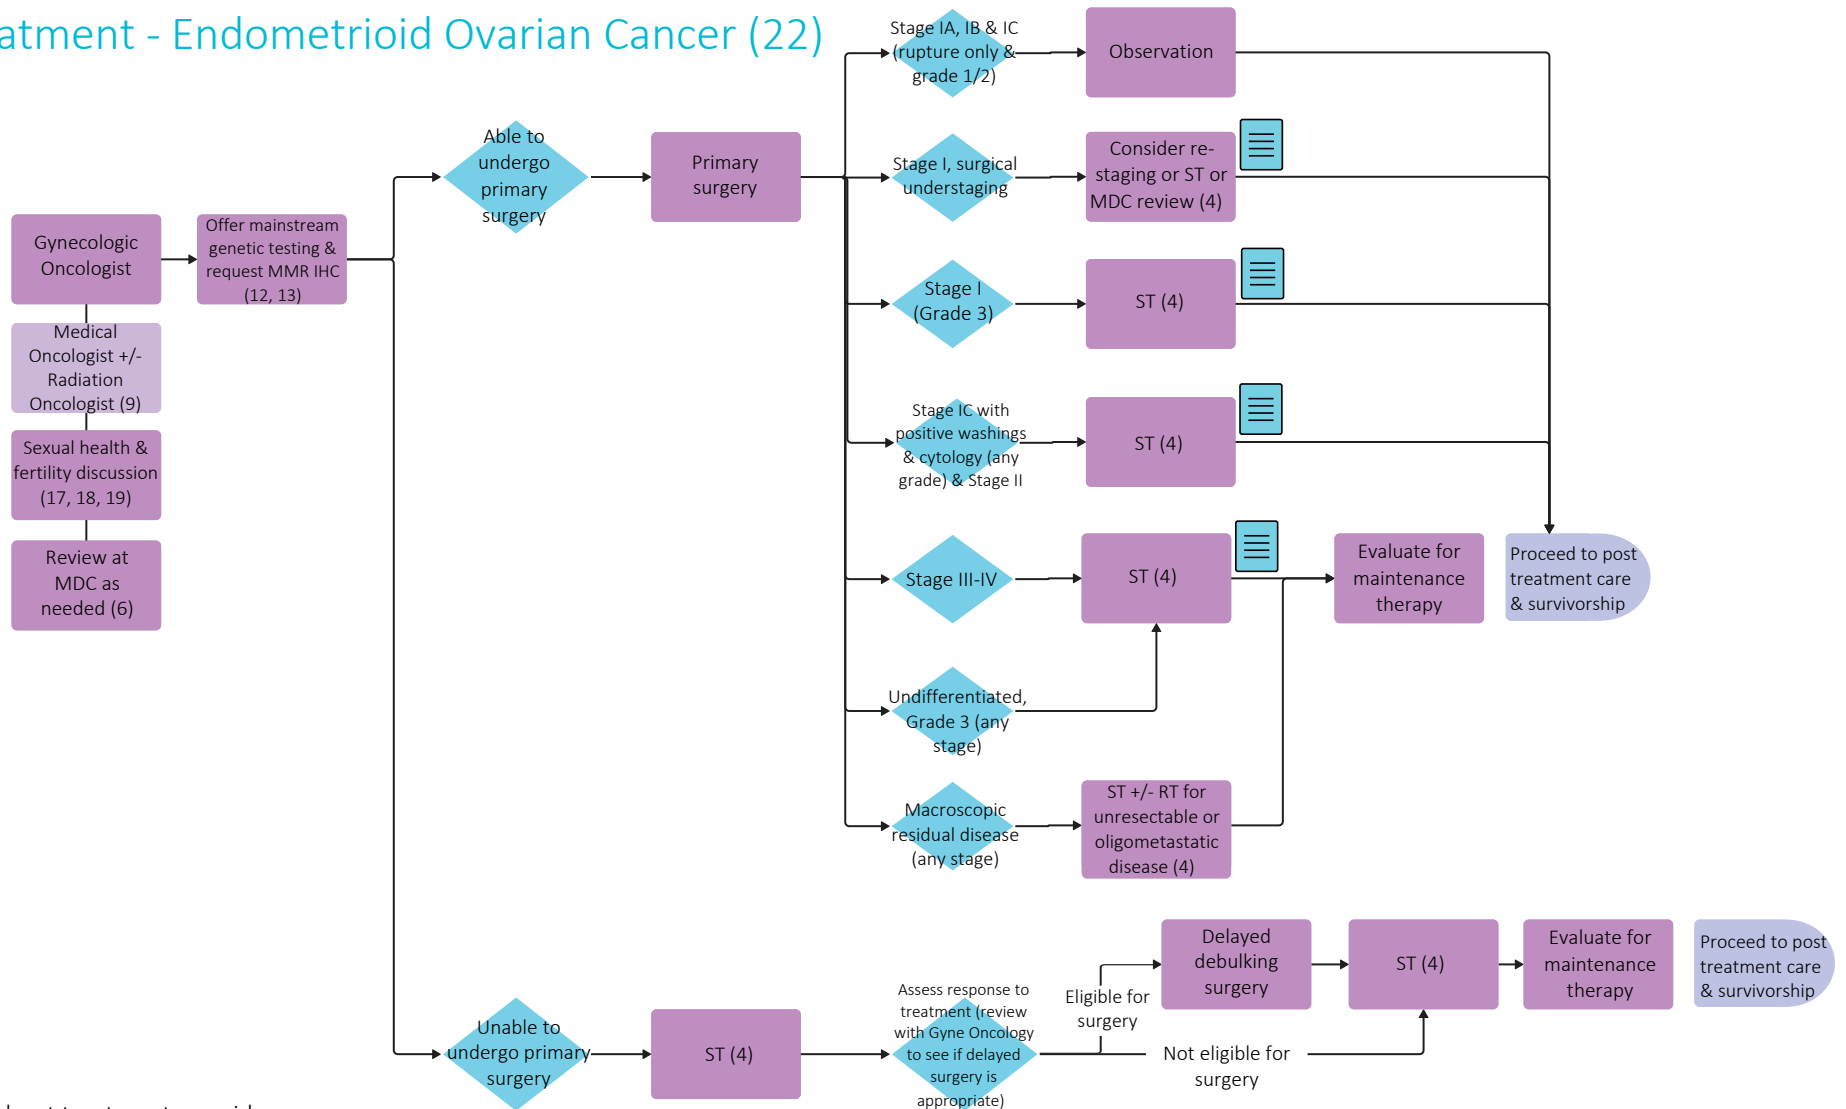 atment - Endometrioid Ovarian Cancer (22)
Gynecologic
Oncologist
Medical
Oncologist +/-
Radiation
Oncologist (9)
Sexual health &
fertility discussion
(17, 18, 19)
Review at
MDC as
needed (6)
Offer mainstream
genetic testing &
request MMR IHC
(12, 13)
Able to
undergo
primary
surgery
Primary
surgery
Stage IA, IB & IC
(rupture only &
grade 1/2)
Observation
Stage I, surgical
understaging
Consider re-
staging or ST or
MDC review (4)
Stage I
(Grade 3)
ST (4)
Stage IC with
positive washings
& cytology (any
grade) & Stage II
ST (4)
Stage III-IV
ST (4)
Evaluate for
maintenance
therapy
Proceed to post
treatment care
& survivorship
Undifferentiated,
Grade 3 (any
stage)
Macroscopic
residual disease
(any stage)
ST +/- RT for
unresectable or
oligometastatic
disease (4)
Unable to
undergo primary
surgery
ST (4)
Assess response to
treatment (review
with Gyne Oncology
to see if delayed
surgery is
appropriate)
Eligible for
surgery
Not eligible for
surgery
Delayed
debulking
surgery
ST (4)
Evaluate for
maintenance
therapy
Proceed to post
treatment care
& survivorship